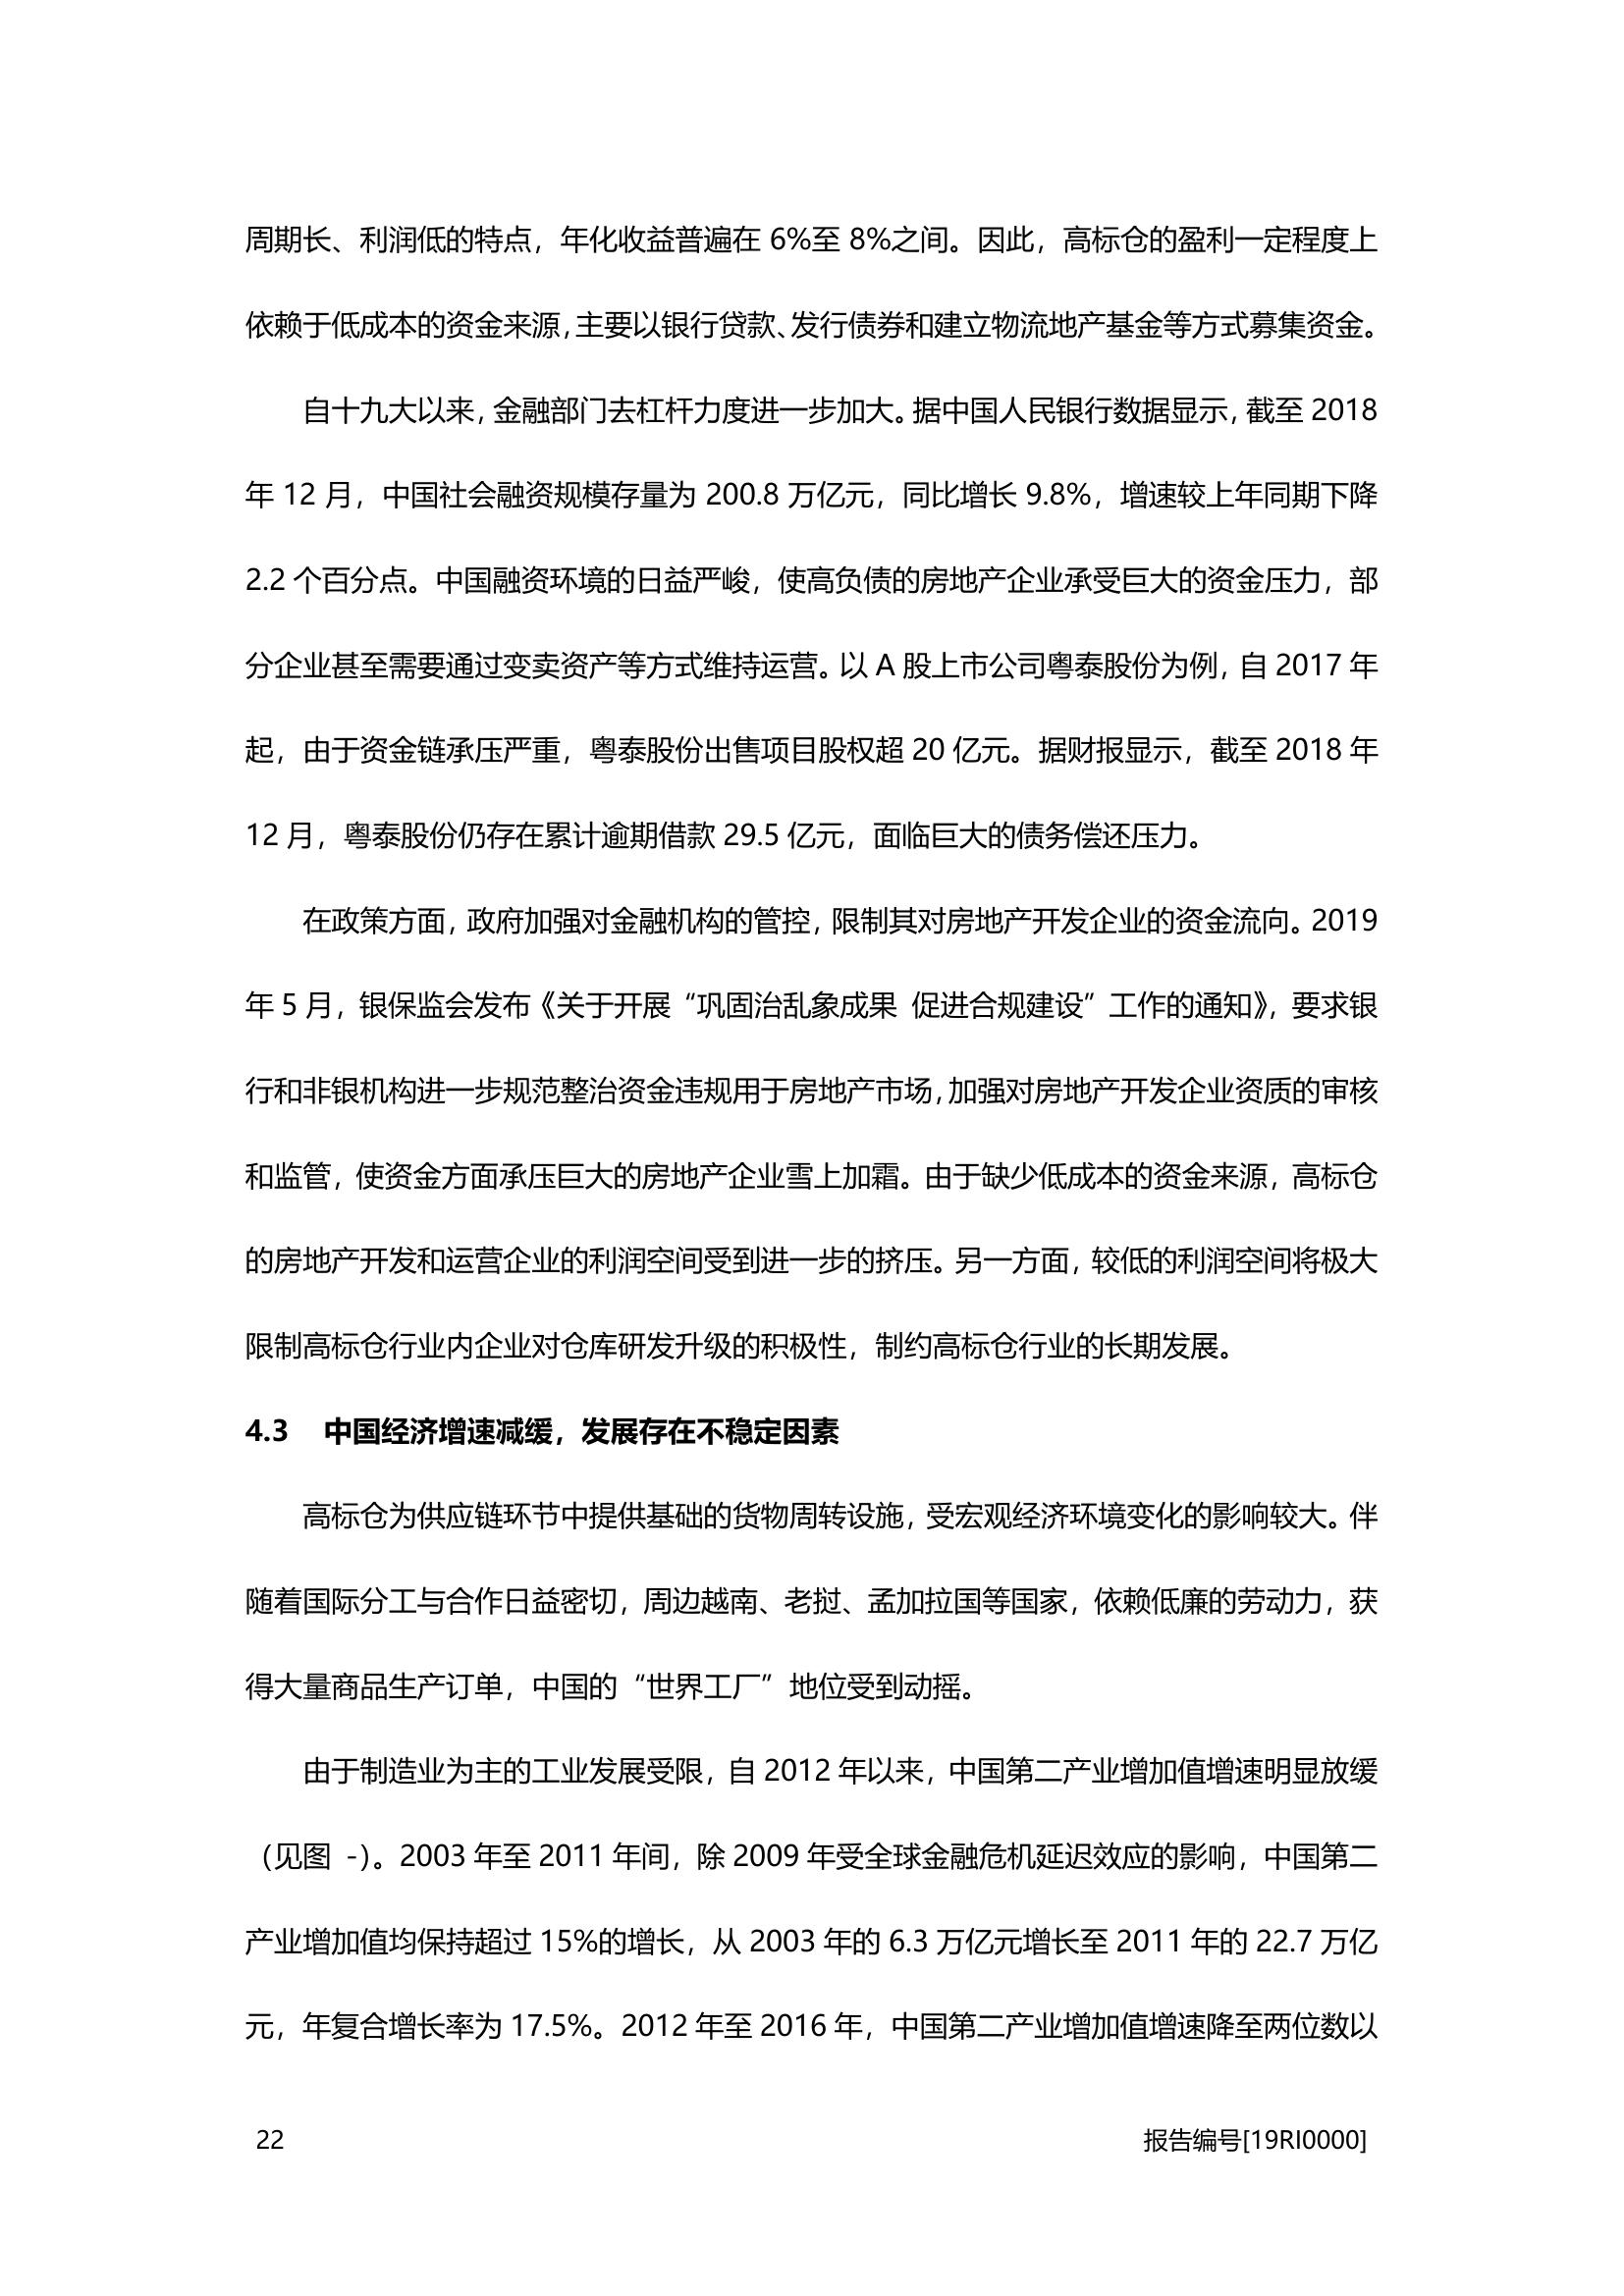 周期长、利润低的特点，年化收益普遍在 6%至 8%之间。因此，高标仓的盈利一定程度上
依赖于低成本的资金来源，主要以银行贷款、发行债券和建立物流地产基金等方式募集资金。
自十九大以来，金融部门去杠杆力度进一步加大。据中国人民银行数据显示，截至 2018
年 12 月，中国社会融资规模存量为 200.8 万亿元，同比增长 9.8%，增速较上年同期下降
2.2 个百分点。中国融资环境的日益严峻，使高负债的房地产企业承受巨大的资金压力，部
分企业甚至需要通过变卖资产等方式维持运营。以 A 股上市公司粤泰股份为例，自 2017 年
起，由于资金链承压严重，粤泰股份出售项目股权超 20 亿元。据财报显示，截至 2018 年
12 月，粤泰股份仍存在累计逾期借款 29.5 亿元，面临巨大的债务偿还压力。
在政策方面，政府加强对金融机构的管控，限制其对房地产开发企业的资金流向。2019
年 5 月，银保监会发布《关于开展“巩固治乱象成果 促进合规建设”工作的通知》，要求银
行和非银机构进一步规范整治资金违规用于房地产市场，加强对房地产开发企业资质的审核
和监管，使资金方面承压巨大的房地产企业雪上加霜。由于缺少低成本的资金来源，高标仓
的房地产开发和运营企业的利润空间受到进一步的挤压。另一方面，较低的利润空间将极大
限制高标仓行业内企业对仓库研发升级的积极性，制约高标仓行业的长期发展。
4.3 中国经济增速减缓，发展存在不稳定因素
高标仓为供应链环节中提供基础的货物周转设施，受宏观经济环境变化的影响较大。伴
随着国际分工与合作日益密切，周边越南、老挝、孟加拉国等国家，依赖低廉的劳动力，获
得大量商品生产订单，中国的“世界工厂”地位受到动摇。
由于制造业为主的工业发展受限，自 2012 年以来，中国第二产业增加值增速明显放缓
（见图 -）。2003 年至 2011 年间，除 2009 年受全球金融危机延迟效应的影响，中国第二
产业增加值均保持超过 15%的增长，从 2003 年的 6.3 万亿元增长至 2011 年的 22.7 万亿
元，年复合增长率为 17.5%。2012 年至 2016 年，中国第二产业增加值增速降至两位数以
22 报告编号[19RI0000]